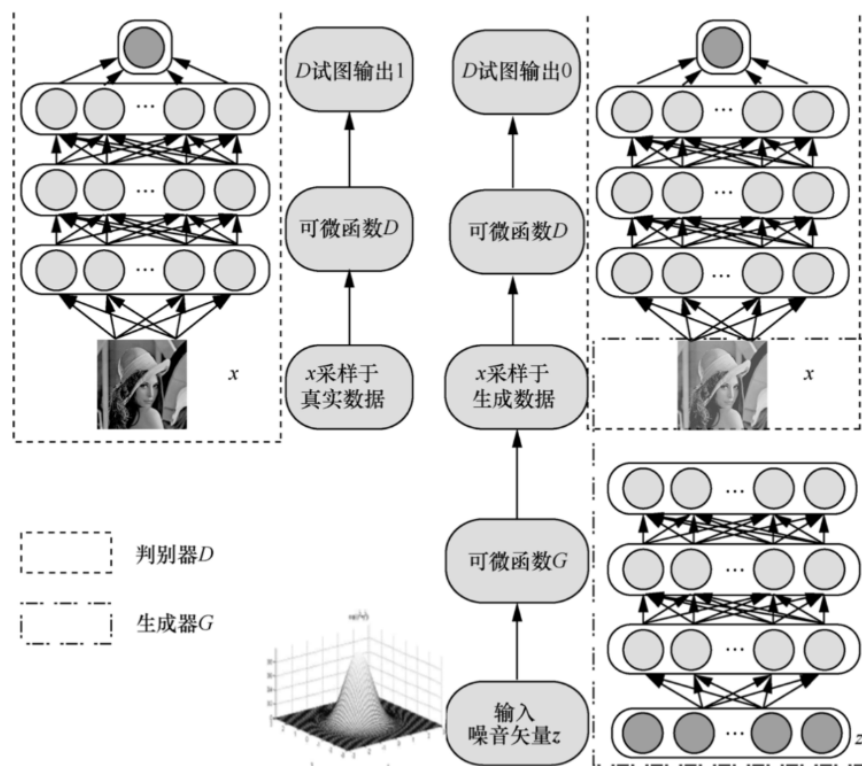 D试图输出1
D试图输出0
…
…
…
…
可微函数D
可微函数D
…
…
x
x采样于
真实数据
x采样于
生成数据
x
…
判别器D
可微函数G
…
生成器G
…
输入
噪音矢量z
…
z